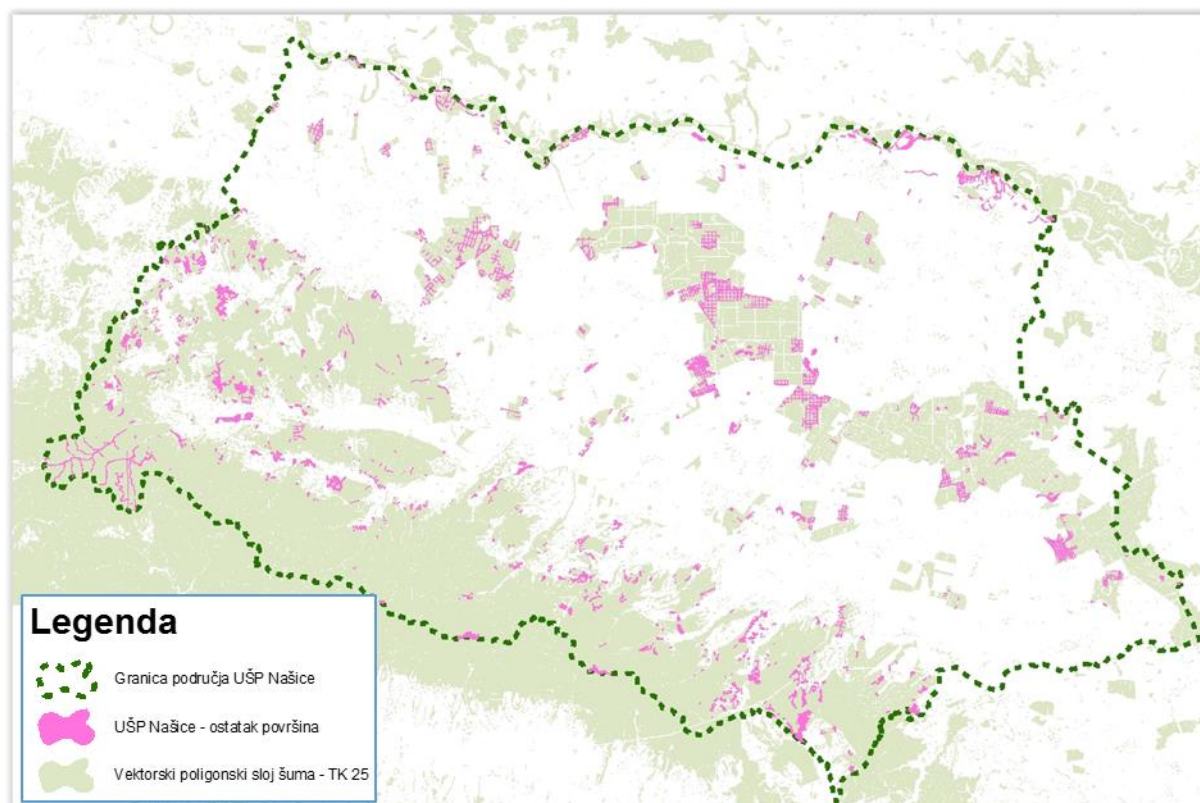 Legenda
Granica područja UŠP Našice
UŠP Našice - ostatak površina
Vektorski poligonski sloj šuma - TK 25